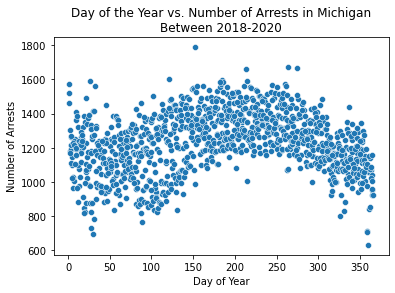 Day of the Year vs. Number of Arrests in Michigan
Between 2018-2020
1800
1600
1400
1200
1000
800
600
Number of Arrests
0 50 100 150 200 250 300 350
Day of Year